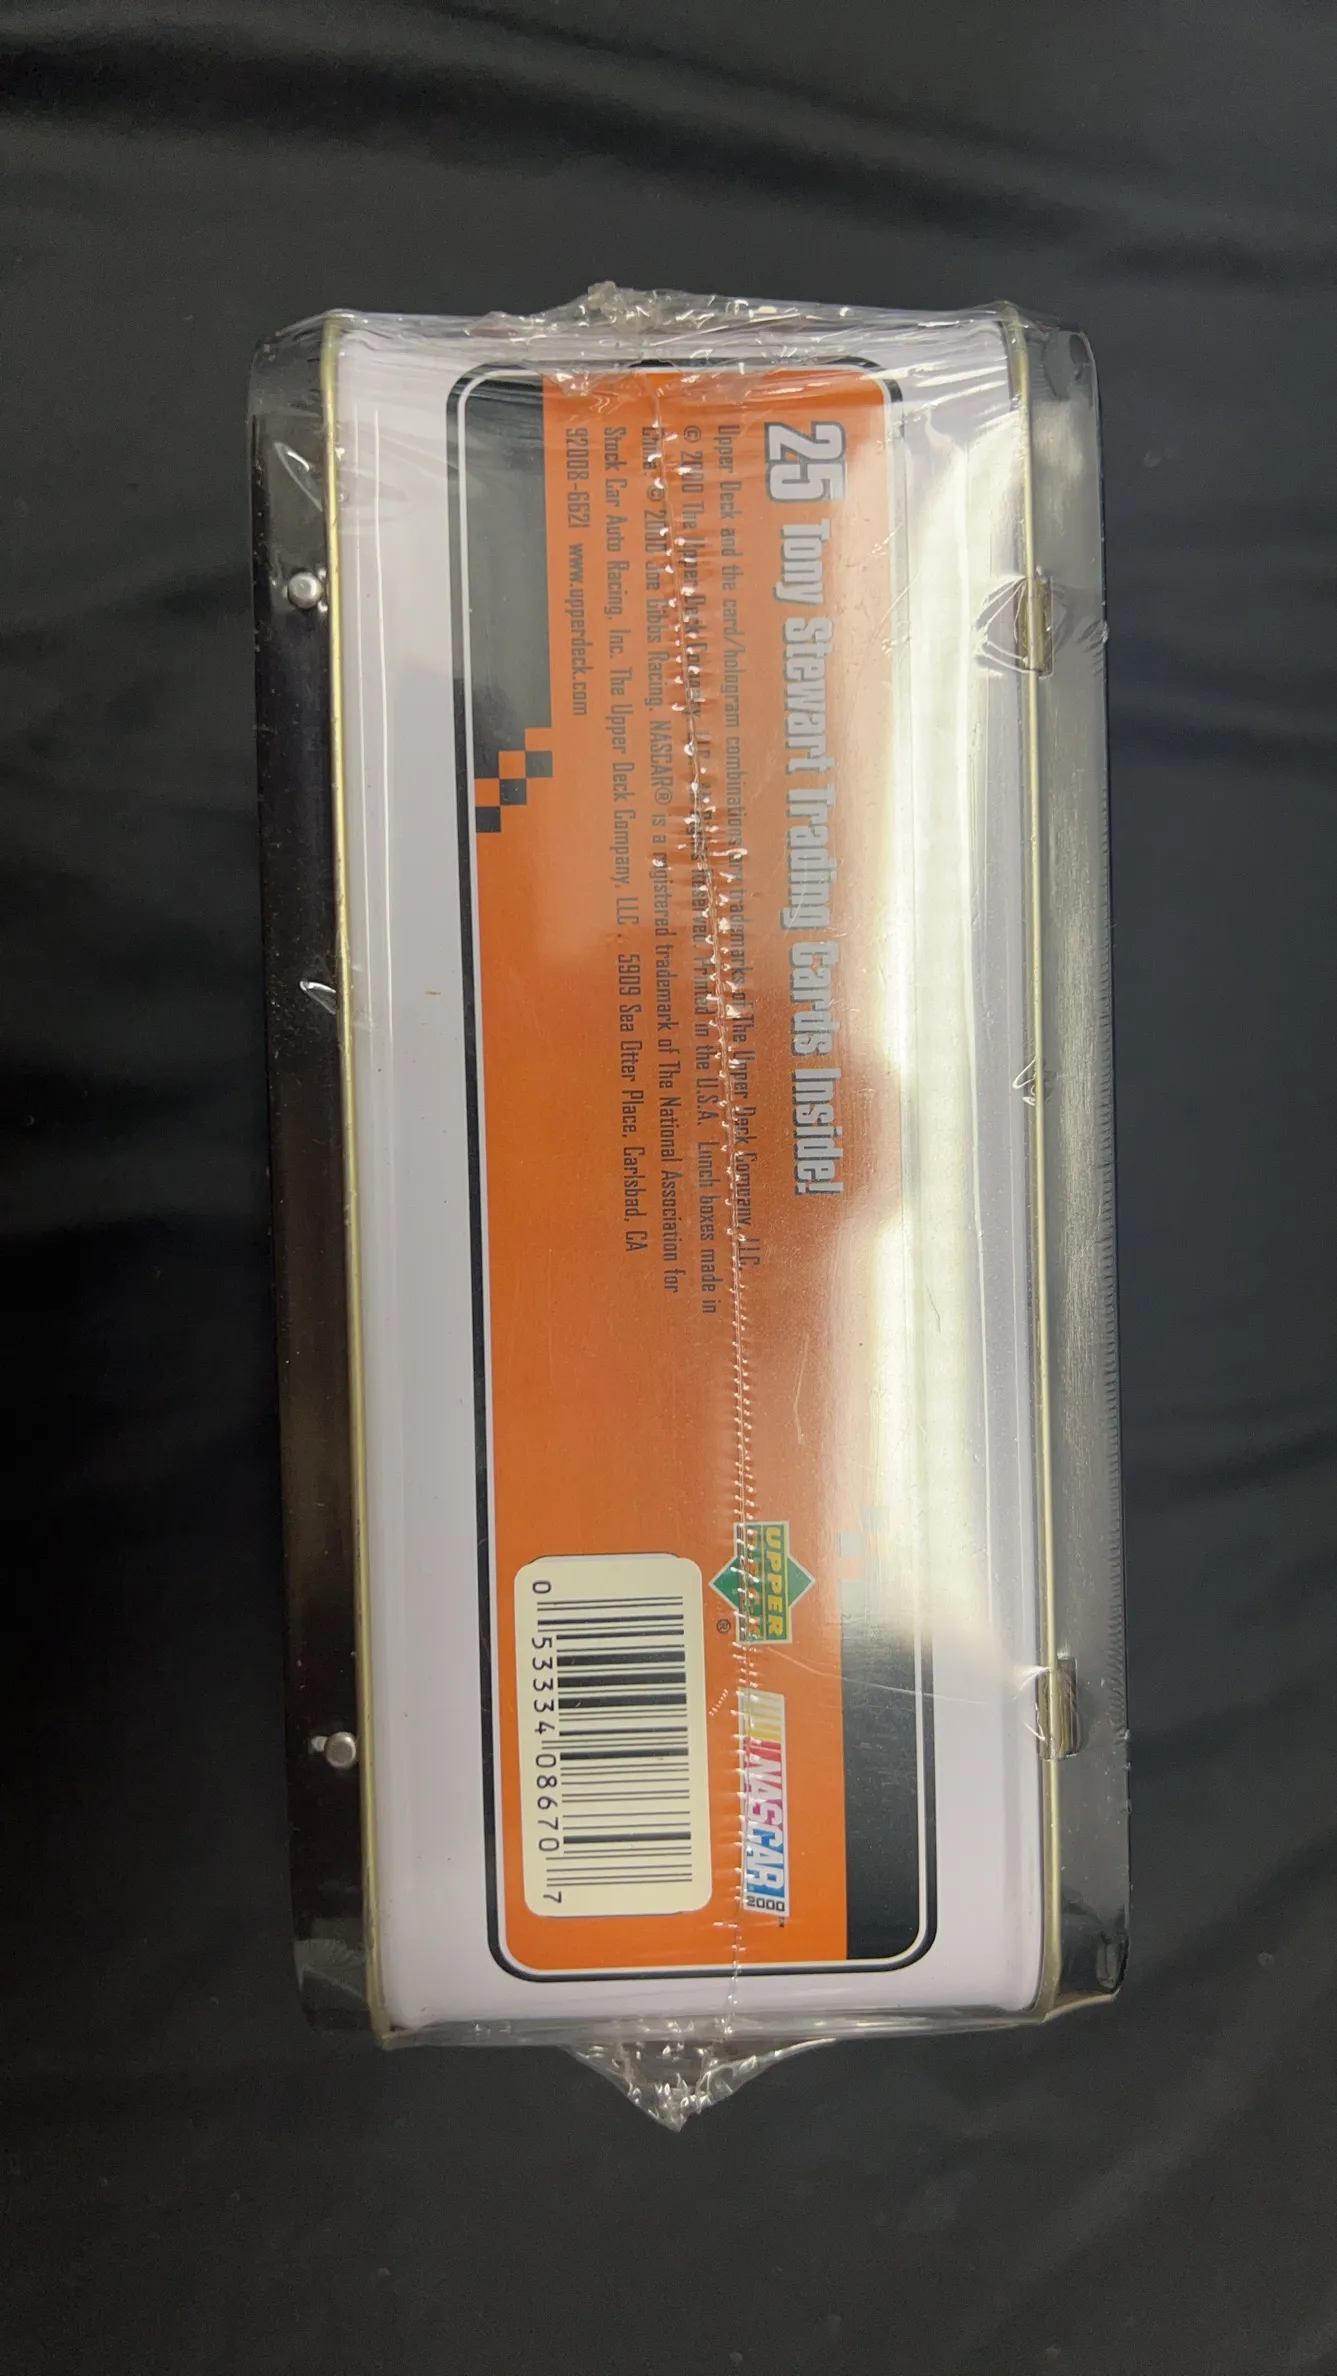 25 Tony Stewart Trading Cards Inside!
Upper Deck and the card/hologram combinations are trademarks of The Upper Deck Company, LLC.
© 2000 The Upper Deck Company, LLC. All Rights Reserved. Printed in the U.S.A. Lunch boxes made in
China. © 2000 Joe Gibbs Racing. NASCAR® is a registered trademark of The National Association for
Stock Car Auto Racing, Inc. The Upper Deck Company, LLC . 5909 Sea Otter Place, Carlsbad, CA
92008-6621 www.upperdeck.com
UPPER
DECK
®
NASCAR
2000
0 53334 08670 7